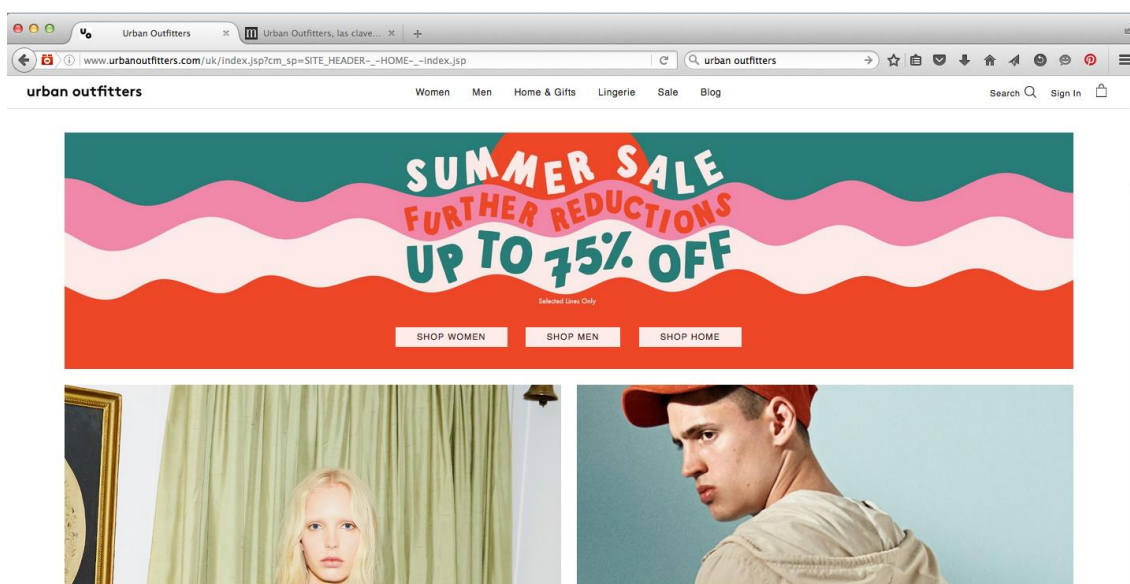 Urban Outfitters
Urban Outfitters, las clave...
www.urbanoutfitters.com/uk/index.jsp?cm_sp=SITE_HEADER-_-HOME-_-index.jsp
urban outfitters
urban outfitters
Women Men Home & Gifts Lingerie Sale Blog
Search Sign In
SUMMER SALE
FURTHER REDUCTIONS
UP TO 75% OFF
Selected Lines Only
SHOP WOMEN SHOP MEN SHOP HOME